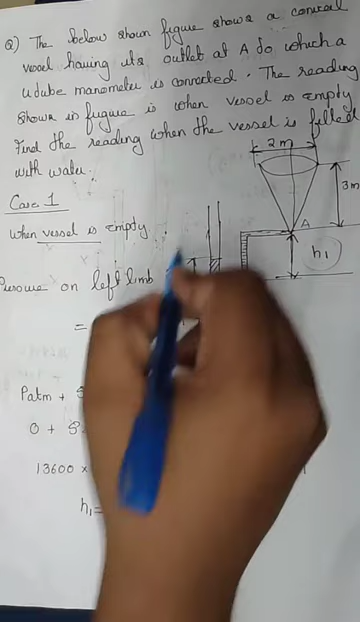 Q) The below shown figure shows a conical
vessel having its outlet at A to which a
U tube manometer is connected. The reading
shown in figure is when vessel is empty
Find the reading when the vessel is filled
with water.
2m
3m
A
h₁
Case 1
When vessel is empty
Pressure on left limb
=
Patm +
0 +
13600 ×
h₁=